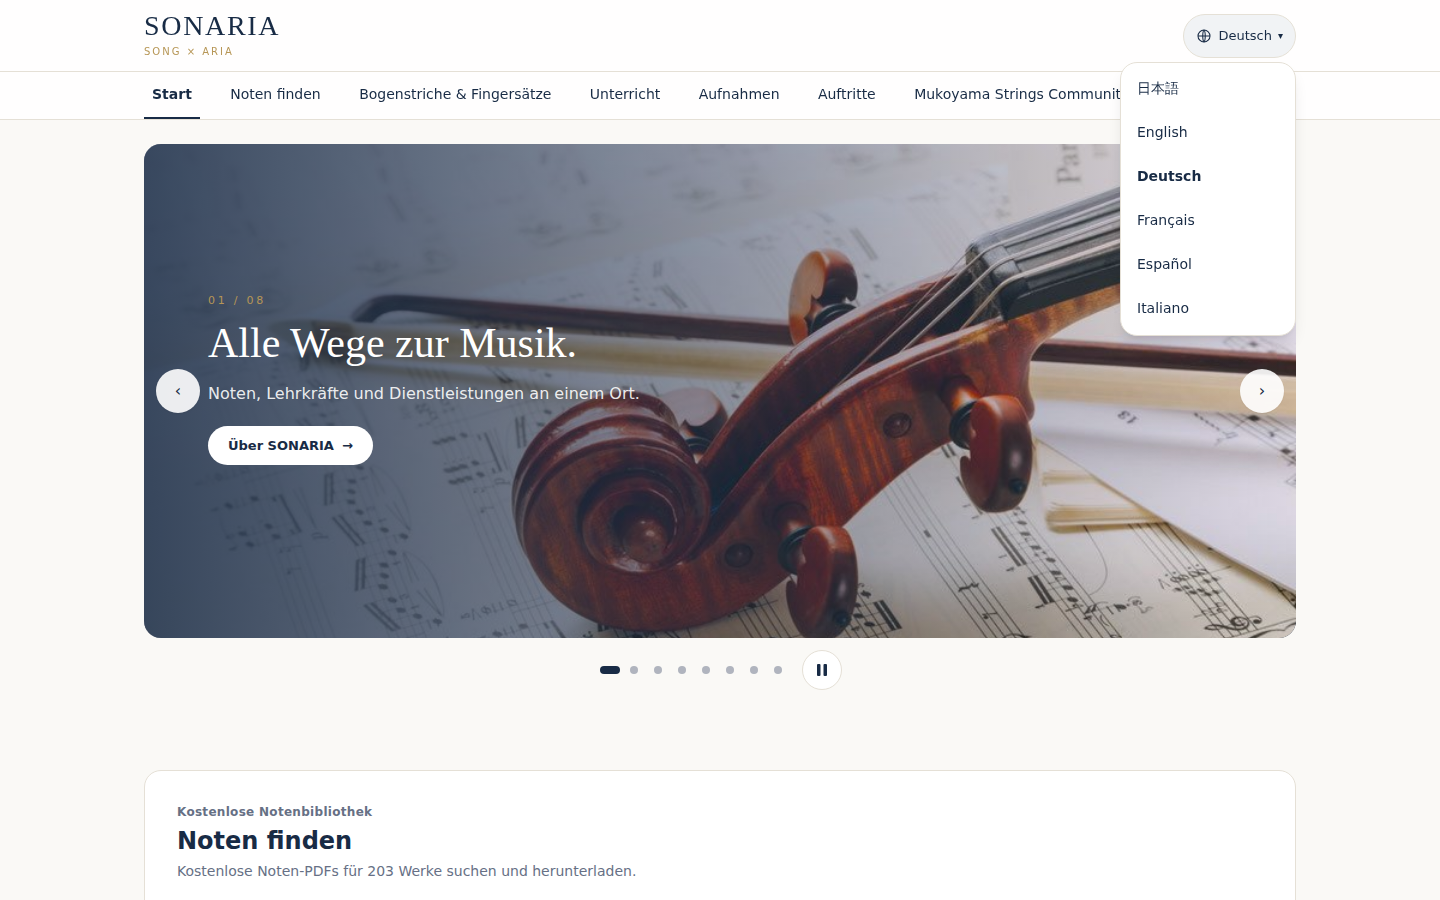 SONARIA
SONG × ARIA
Deutsch ▾
Start Noten finden Bogenstriche & Fingersätze Unterricht Aufnahmen Auftritte Mukoyama Strings Communit
日本語
English
Deutsch
Français
Español
Italiano
01 / 08
Alle Wege zur Musik.
Noten, Lehrkräfte und Dienstleistungen an einem Ort.
‹
›
Über SONARIA →
Kostenlose Notenbibliothek
Noten finden
Kostenlose Noten-PDFs für 203 Werke suchen und herunterladen.